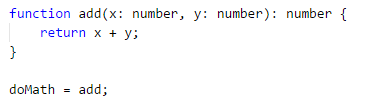 function add(x: number, y: number): number {
    return x + y;
}
doMath = add;